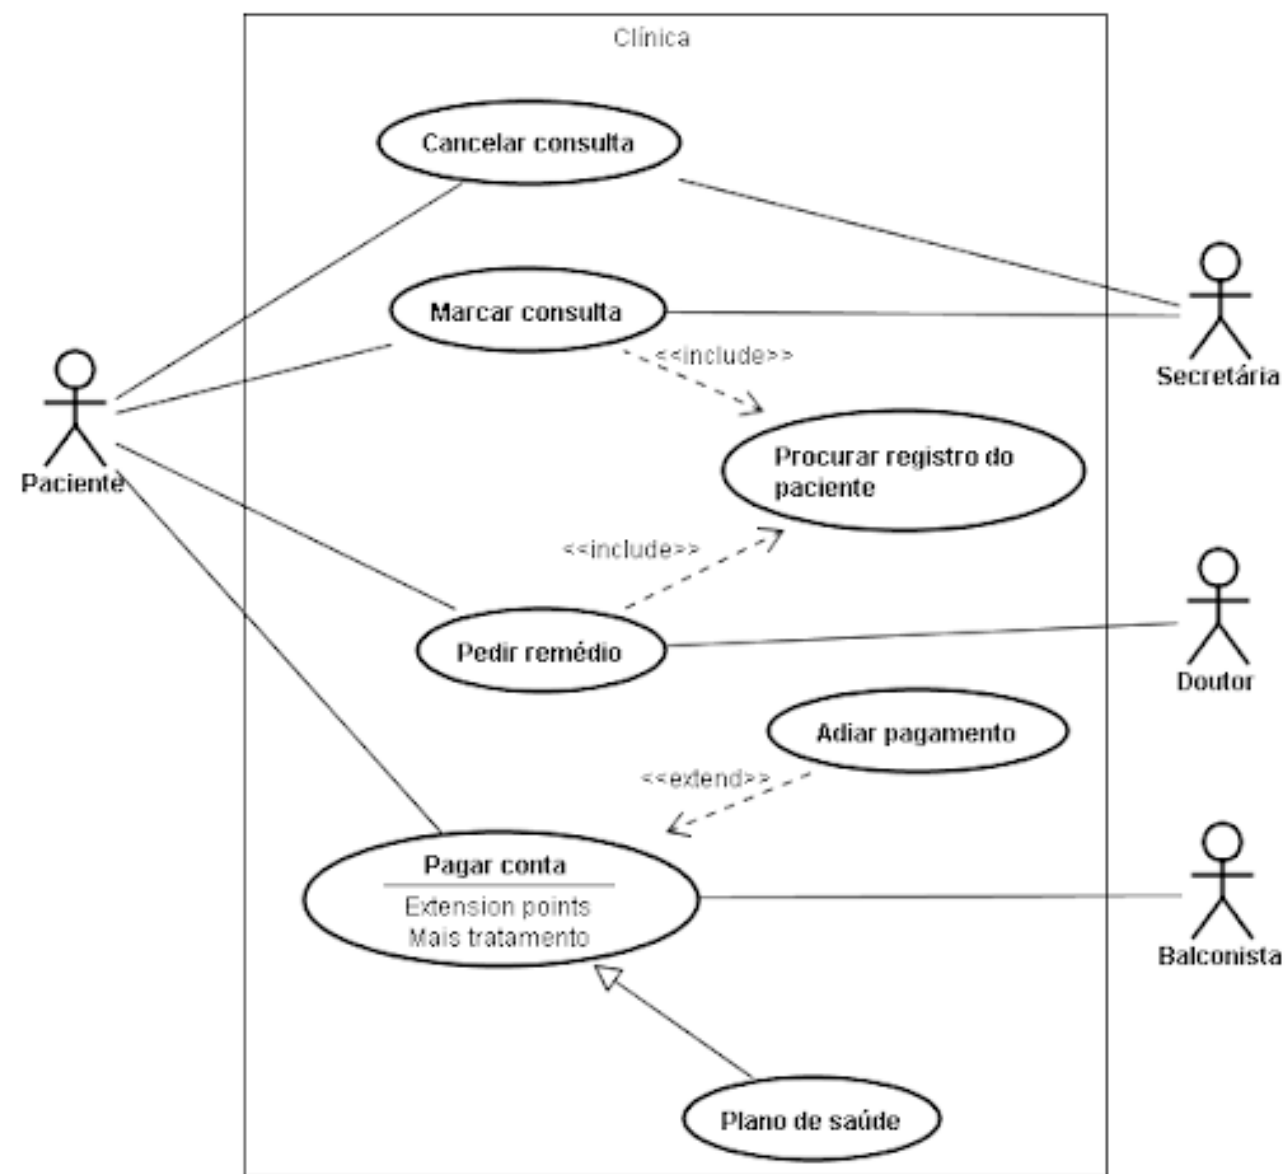 Clínica
Cancelar consulta
Marcar consulta
<<include>>
Secretária
Paciente
Procurar registro do
paciente
<<include>>
Pedir remédio
Doutor
Adiar pagamento
<<extend>>
Pagar conta
Extension points
Mais tratamento
Balconista
Plano de saúde